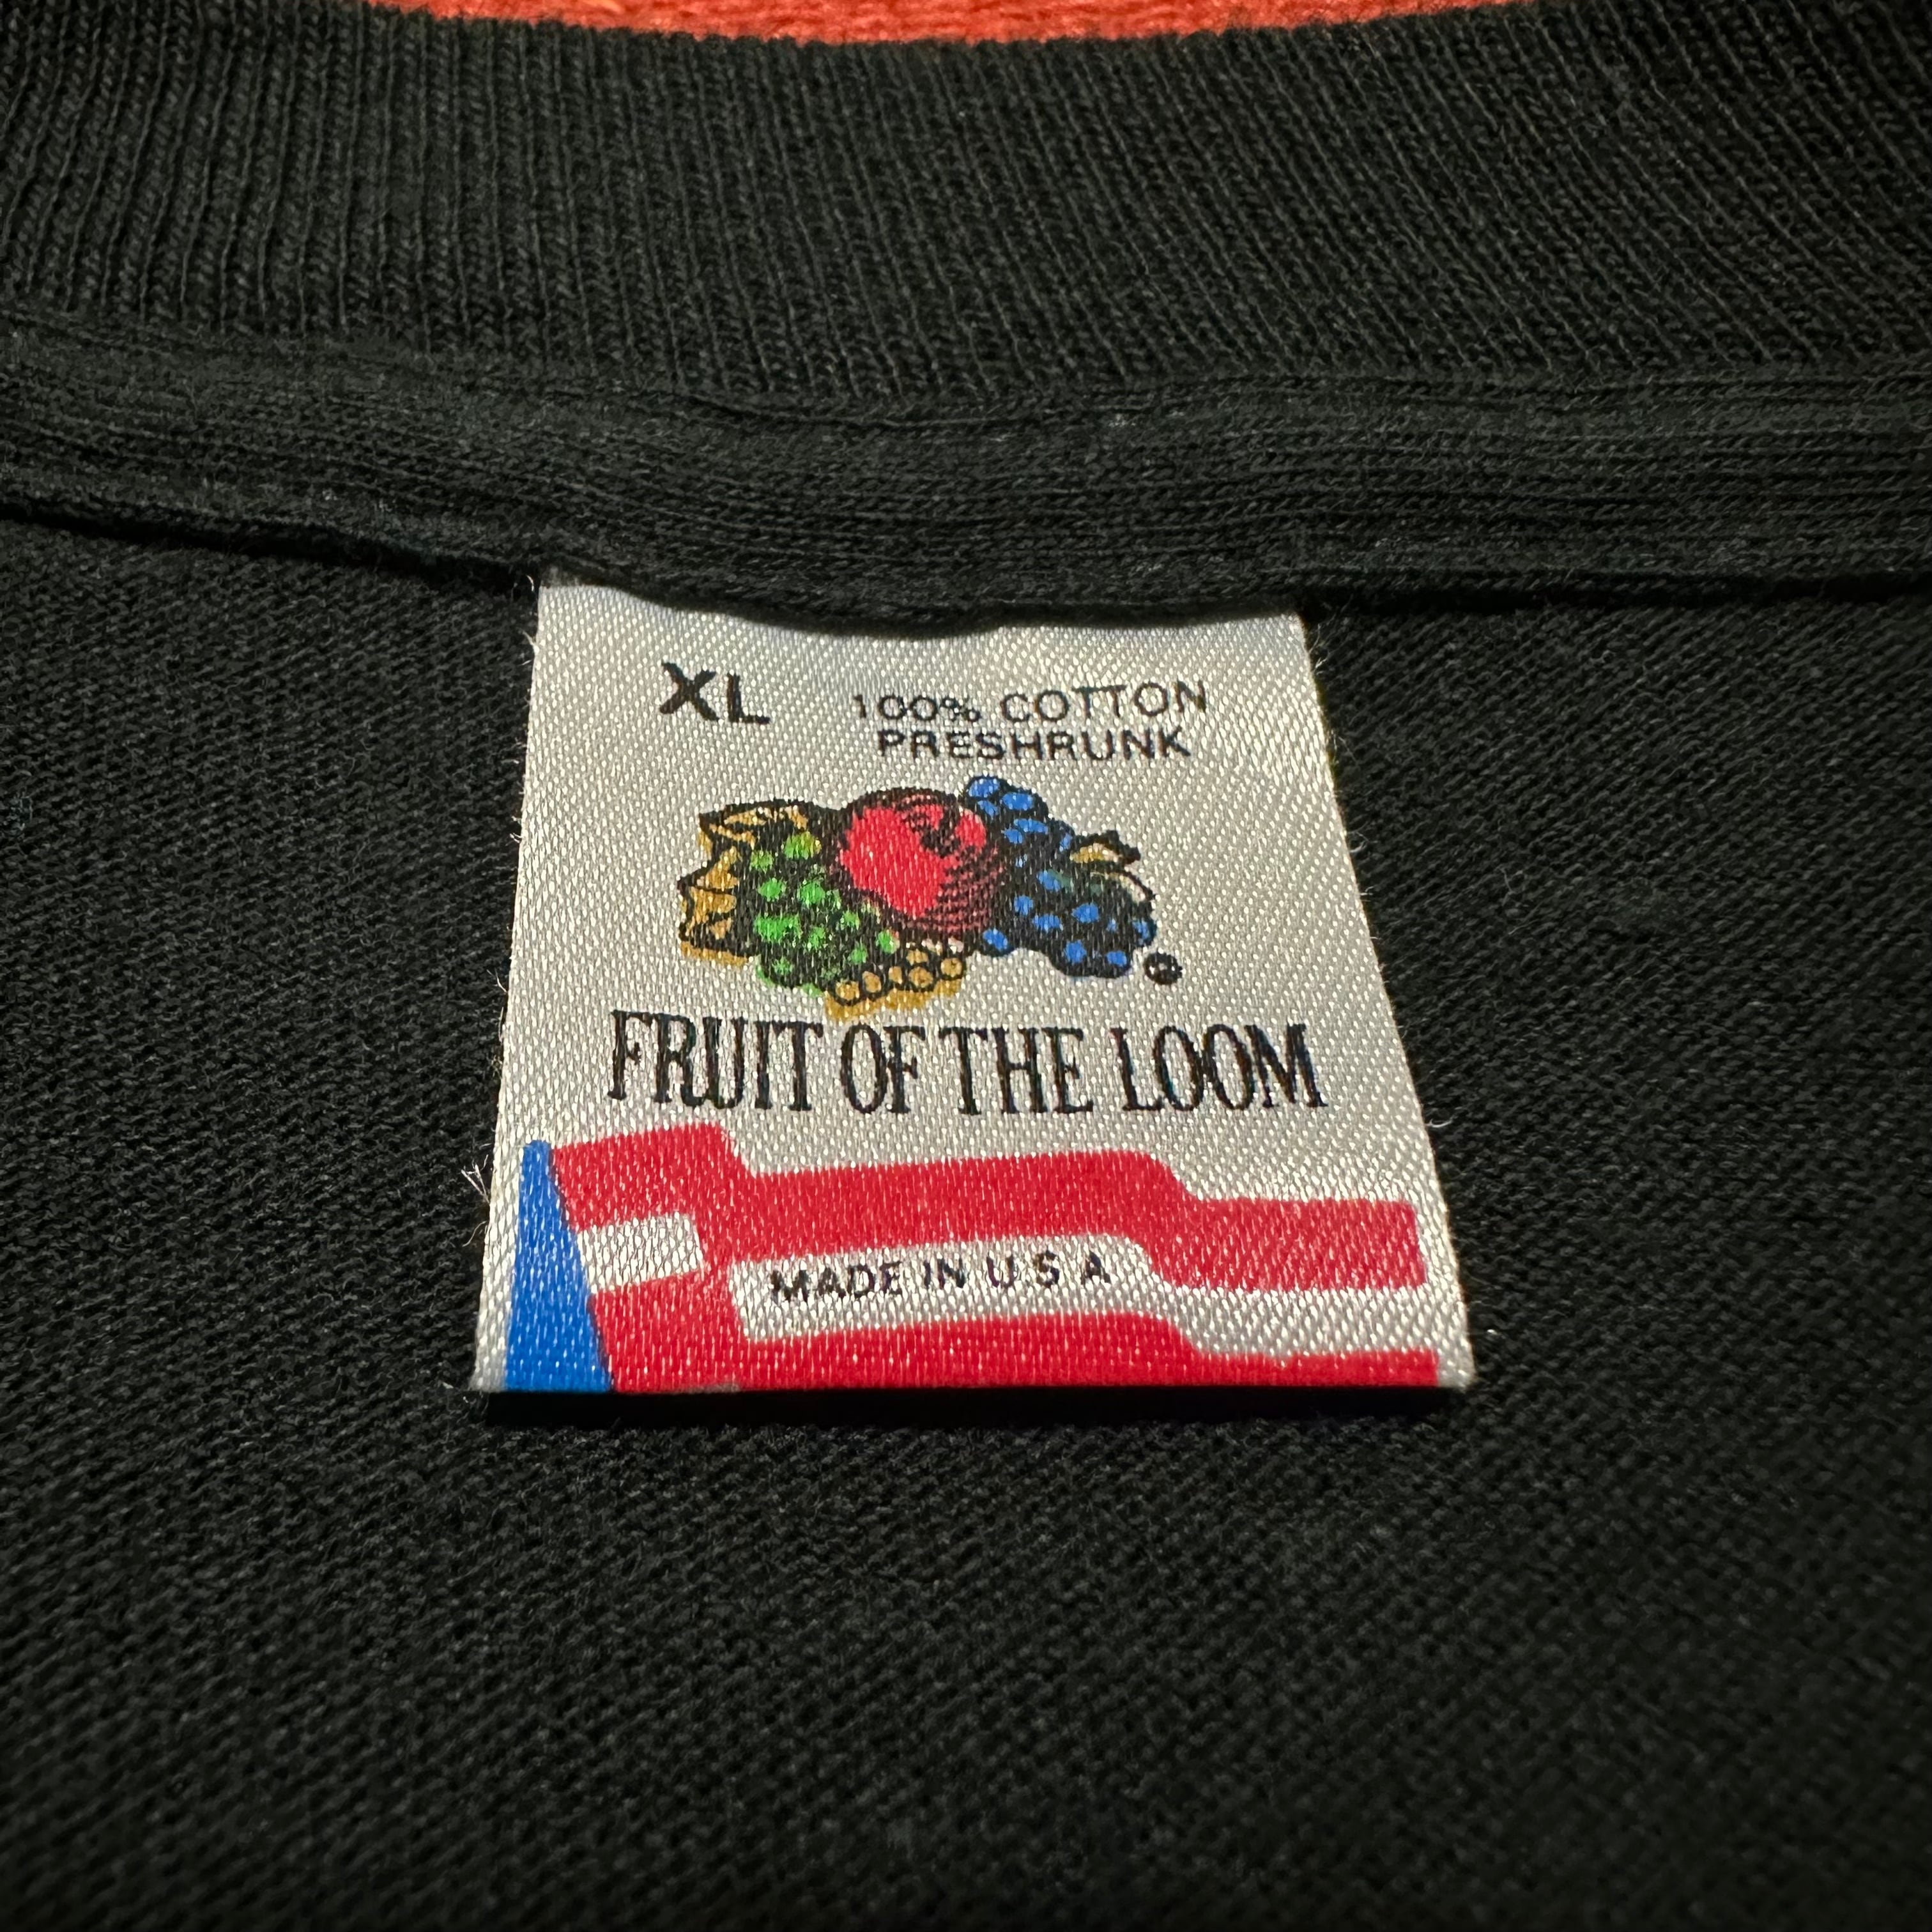 XL 100% COTTON
PRESHRUNK
®
FRUIT OF THE LOOM
MADE IN U S A